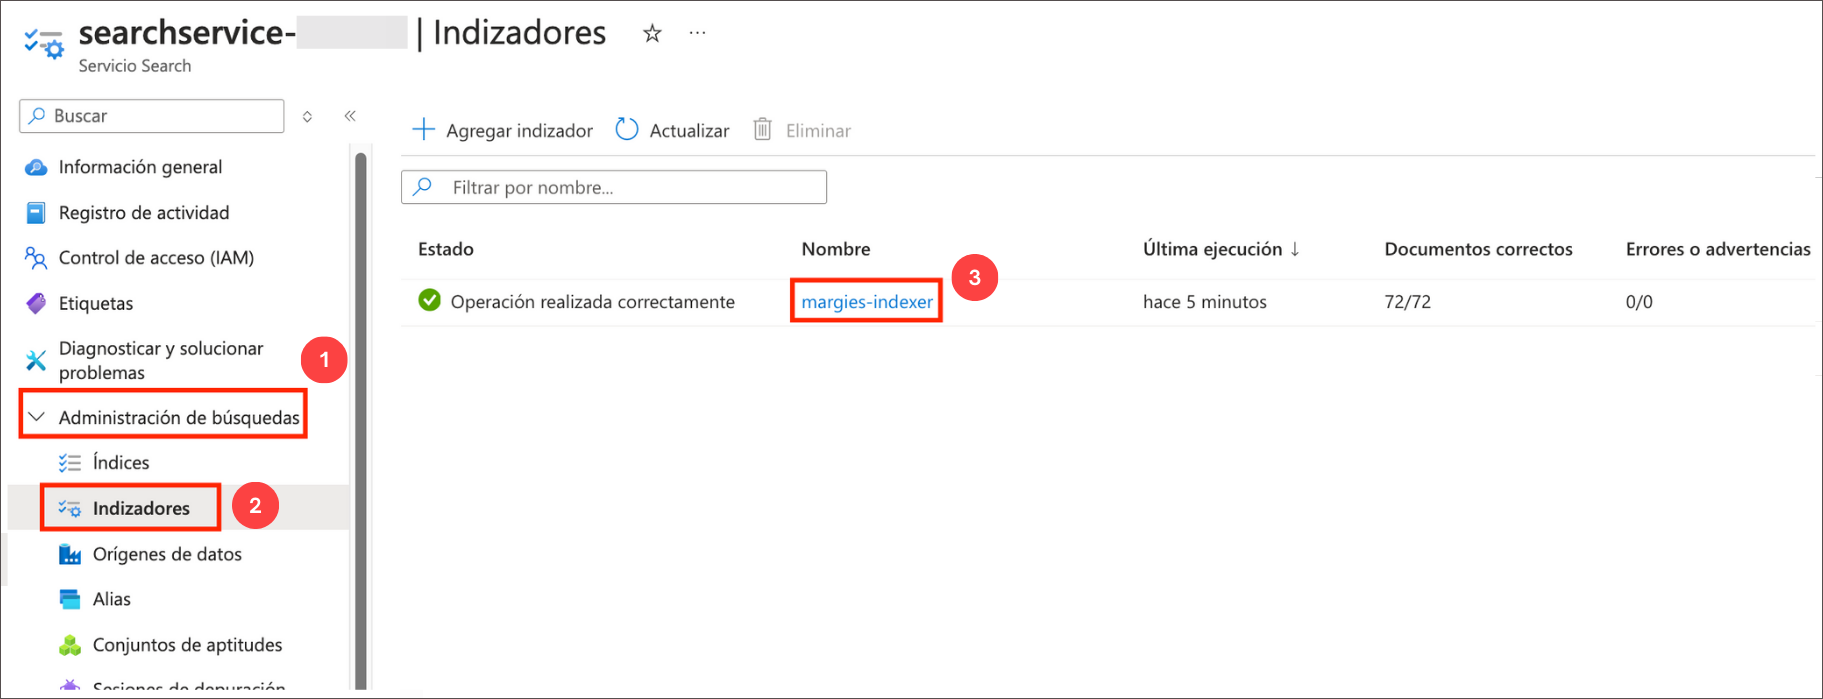 searchservice- | Indizadores
Servicio Search
Buscar
Información general
Registro de actividad
Control de acceso (IAM)
Etiquetas
Diagnosticar y solucionar
problemas
1
Administración de búsquedas
Índices
Indizadores
2
Orígenes de datos
Alias
Conjuntos de aptitudes
Sesiones de depuración
Agregar indizador Actualizar Eliminar
Filtrar por nombre...
Estado Nombre Última ejecución ↓ Documentos correctos Errores o advertencias
3
Operación realizada correctamente margies-indexer hace 5 minutos 72/72 0/0